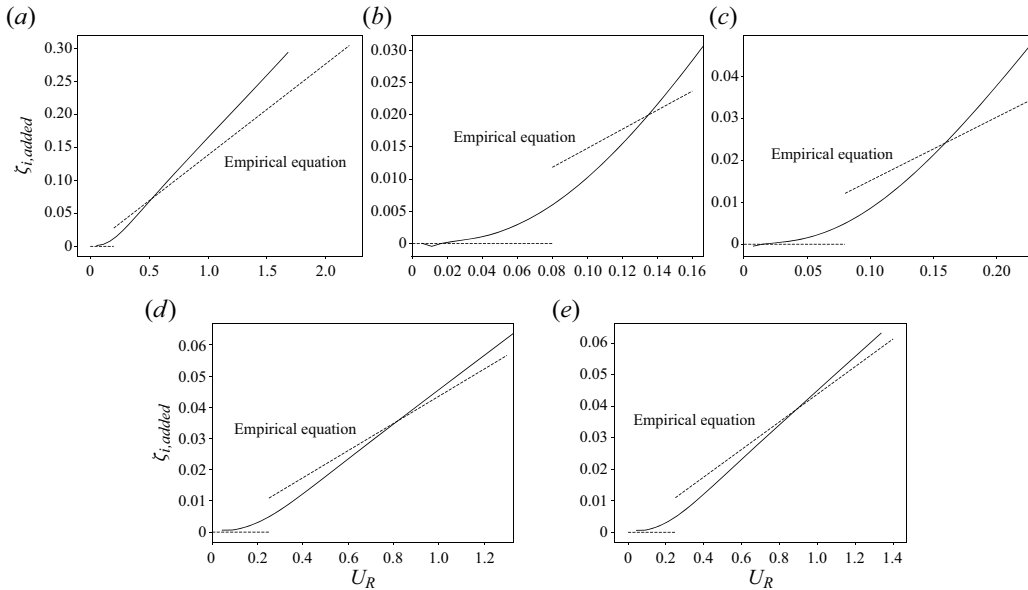 (a)
(b)
(c)
0.30
0.25
0.20
0.15
0.10
0.05
0
ζi,added
Empirical equation
0 0.5 1.0 1.5 2.0
0.030
0.025
0.020
0.015
0.010
0.005
0
Empirical equation
0 0.02 0.04 0.06 0.08 0.10 0.12 0.14 0.16
0.04
0.03
0.02
0.01
0
Empirical equation
0 0.05 0.10 0.15 0.20
(d)
(e)
0.06
0.05
0.04
0.03
0.02
0.01
0
ζi,added
Empirical equation
0 0.2 0.4 0.6 0.8 1.0 1.2
UR
0.06
0.05
0.04
0.03
0.02
0.01
0
Empirical equation
0 0.2 0.4 0.6 0.8 1.0 1.2 1.4
UR